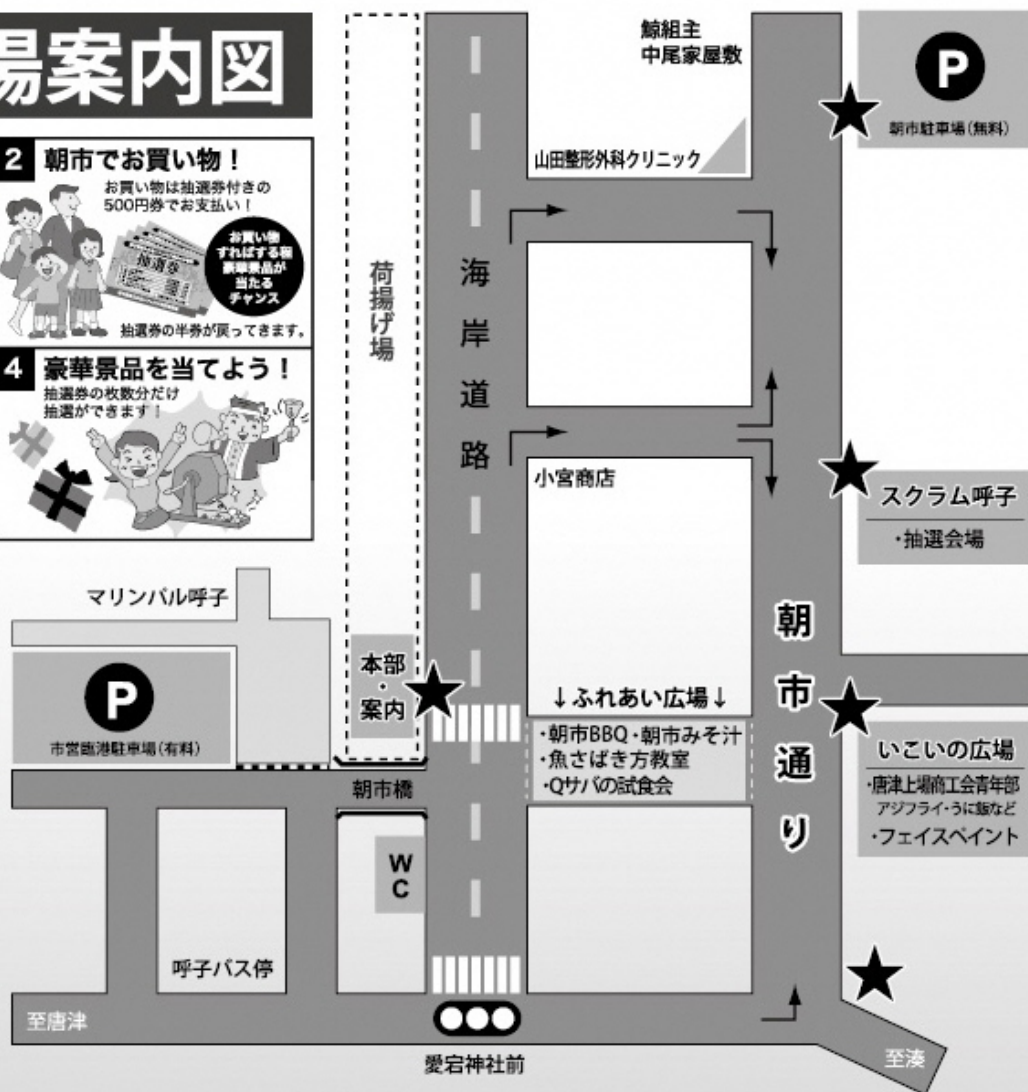 場案内図
2 朝市でお買い物！
お買い物は抽選券付きの
500円券でお支払い！
抽選券
お買い物
すればする程
豪華景品が
当たる
チャンス
抽選券の半券が戻ってきます。
4 豪華景品を当てよう！
抽選券の枚数分だけ
抽選ができます！
荷揚げ場
海岸道路
鯨組主
中尾家屋敷
山田整形外科クリニック
P
朝市駐車場(無料)
小宮商店
スクラム呼子
・抽選会場
マリンパル呼子
P
市営臨港駐車場(有料)
本部
・
案内
↓ふれあい広場↓
・朝市BBQ・朝市みそ汁
・魚さばき方教室
・Qサバの試食会
朝市通り
いこいの広場
・唐津上場商工会青年部
アジフライ・うに飯など
・フェイスペイント
朝市橋
WC
呼子バス停
至唐津
愛宕神社前
至湊